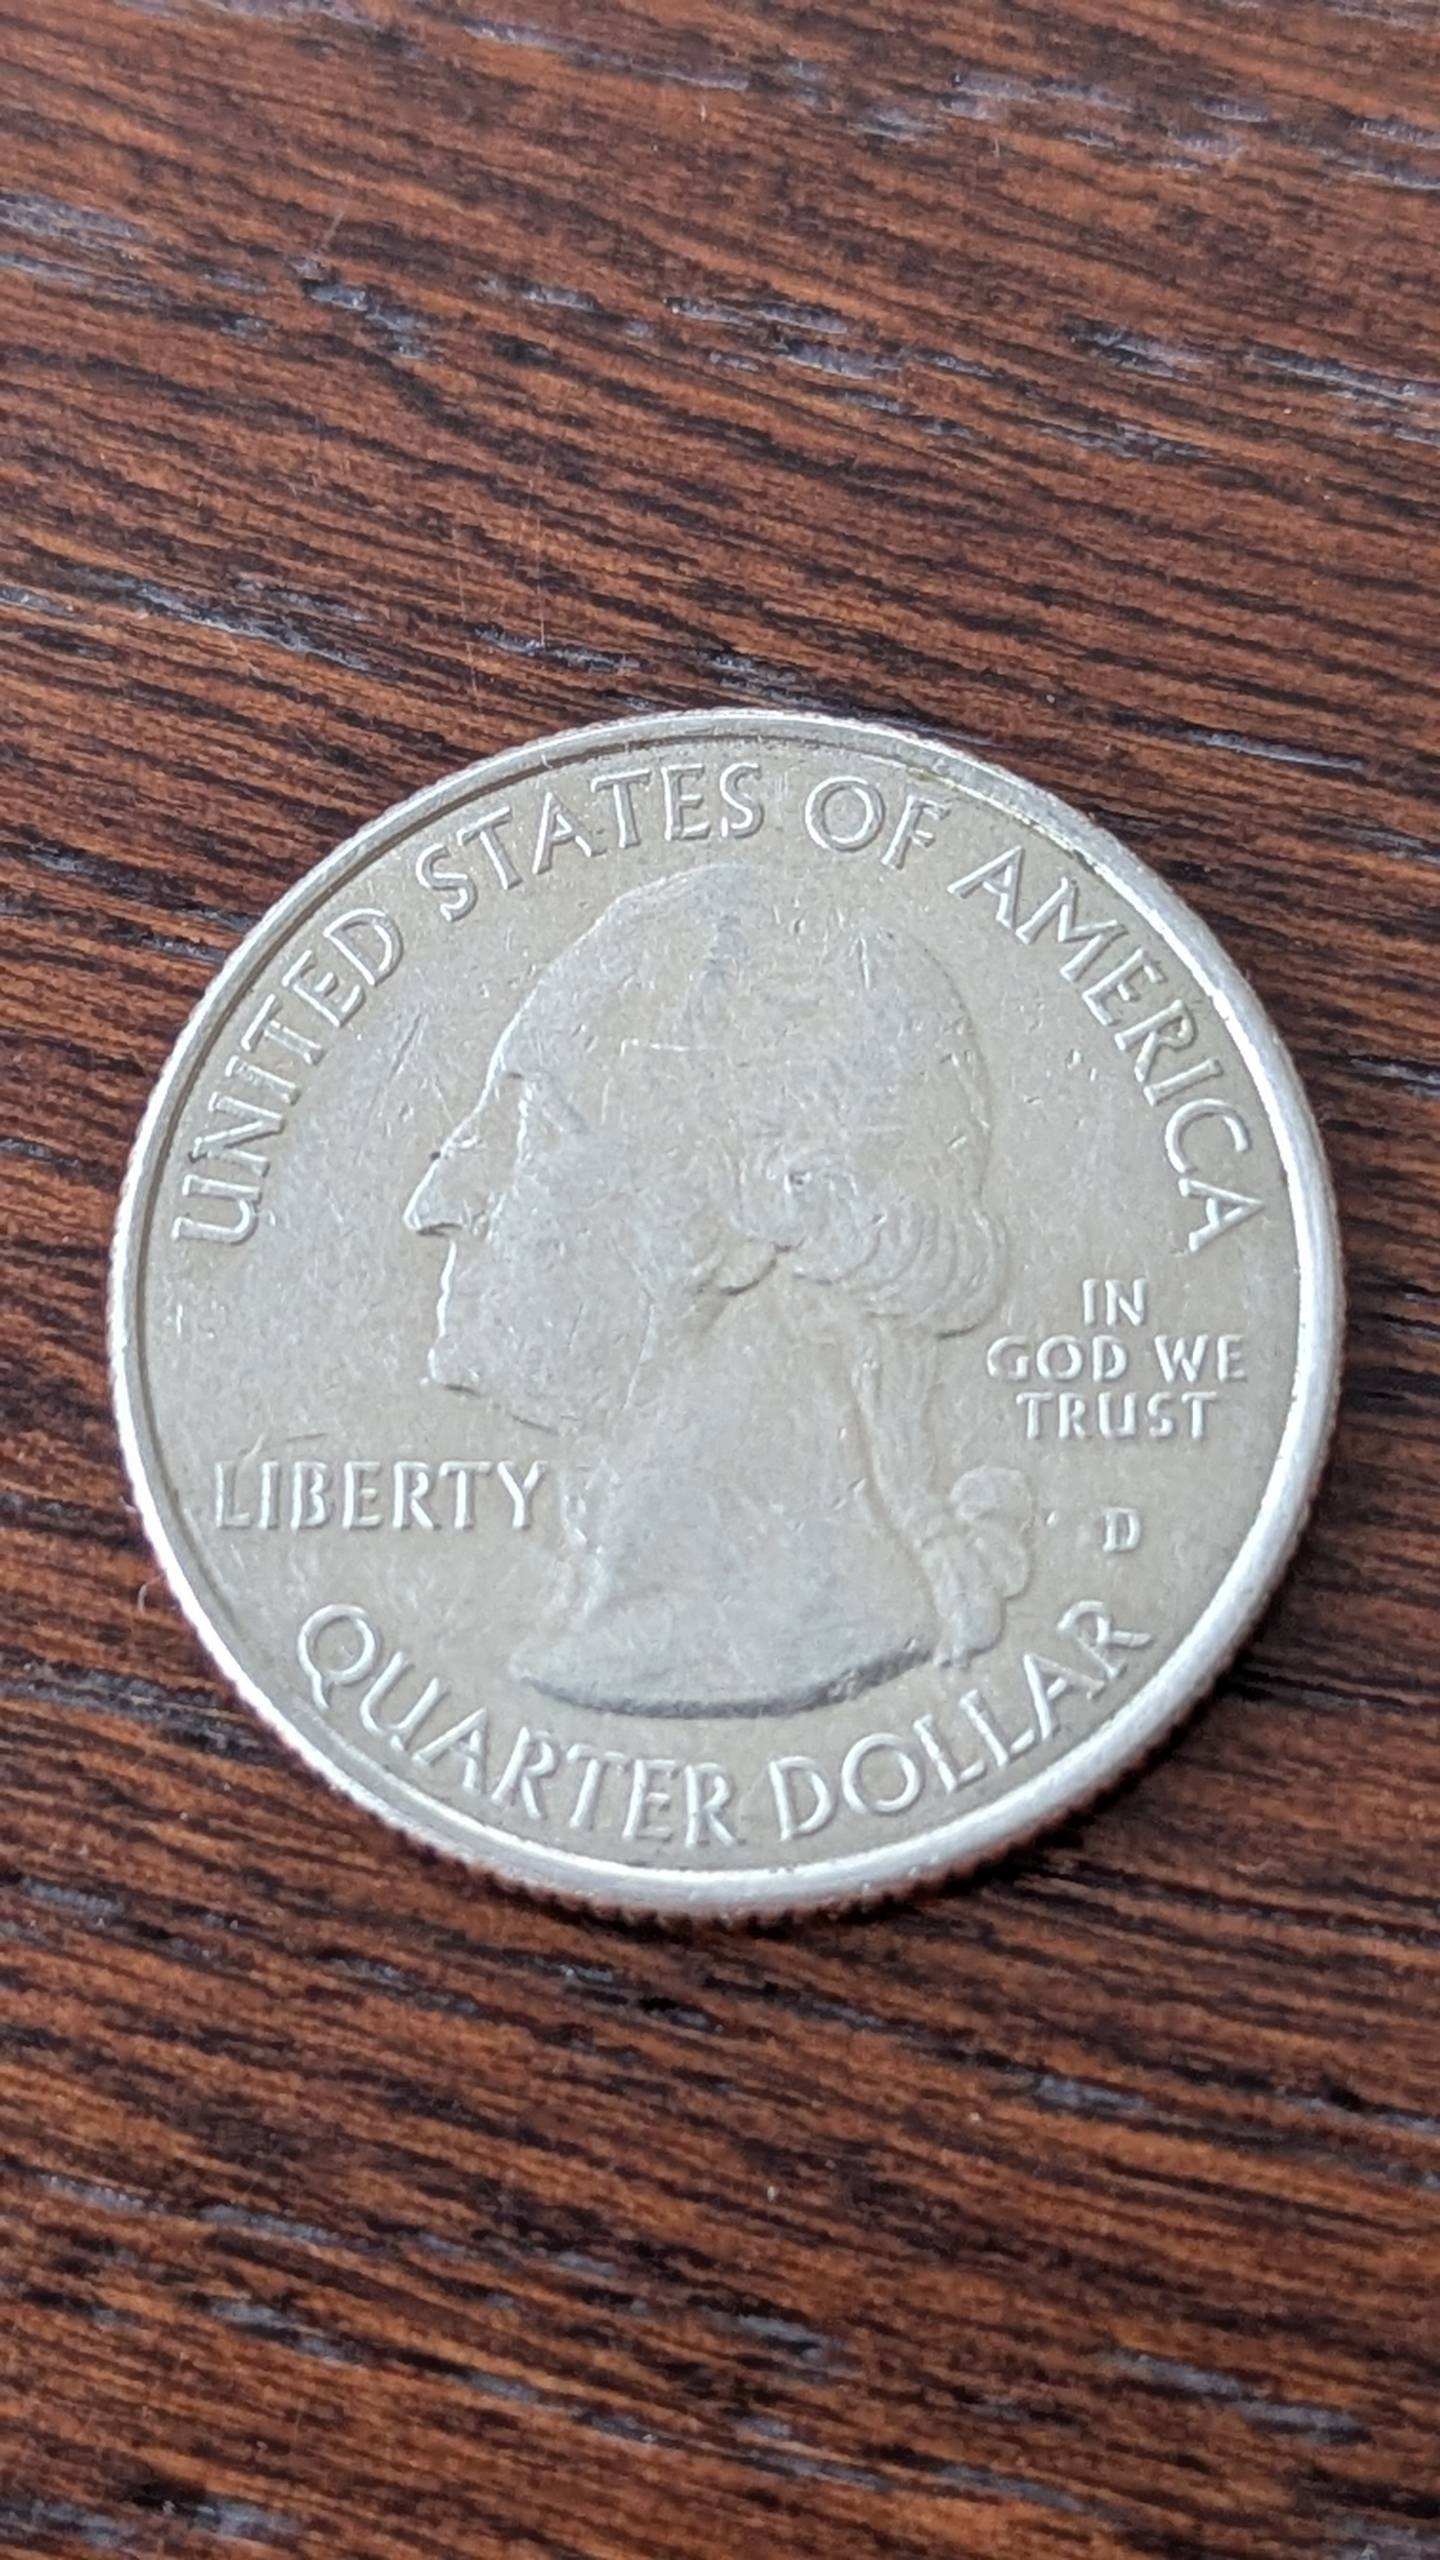 UNITED STATES OF AMERICA
IN
GOD WE
TRUST
LIBERTY
D
QUARTER DOLLAR